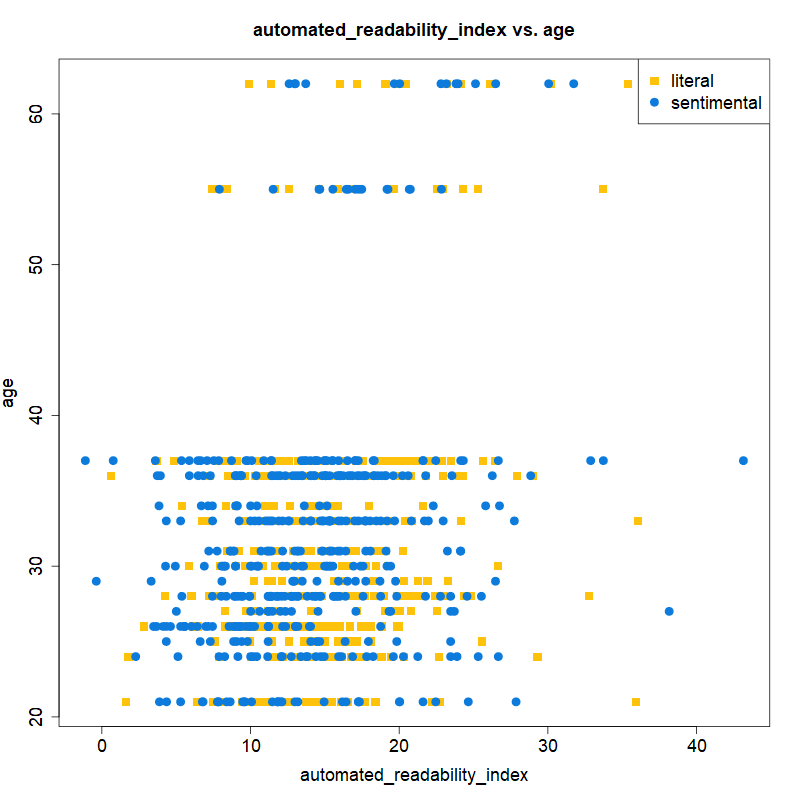 automated_readability_index vs. age
literal
sentimental
60
50
40
30
20
age
0 10 20 30 40
automated_readability_index